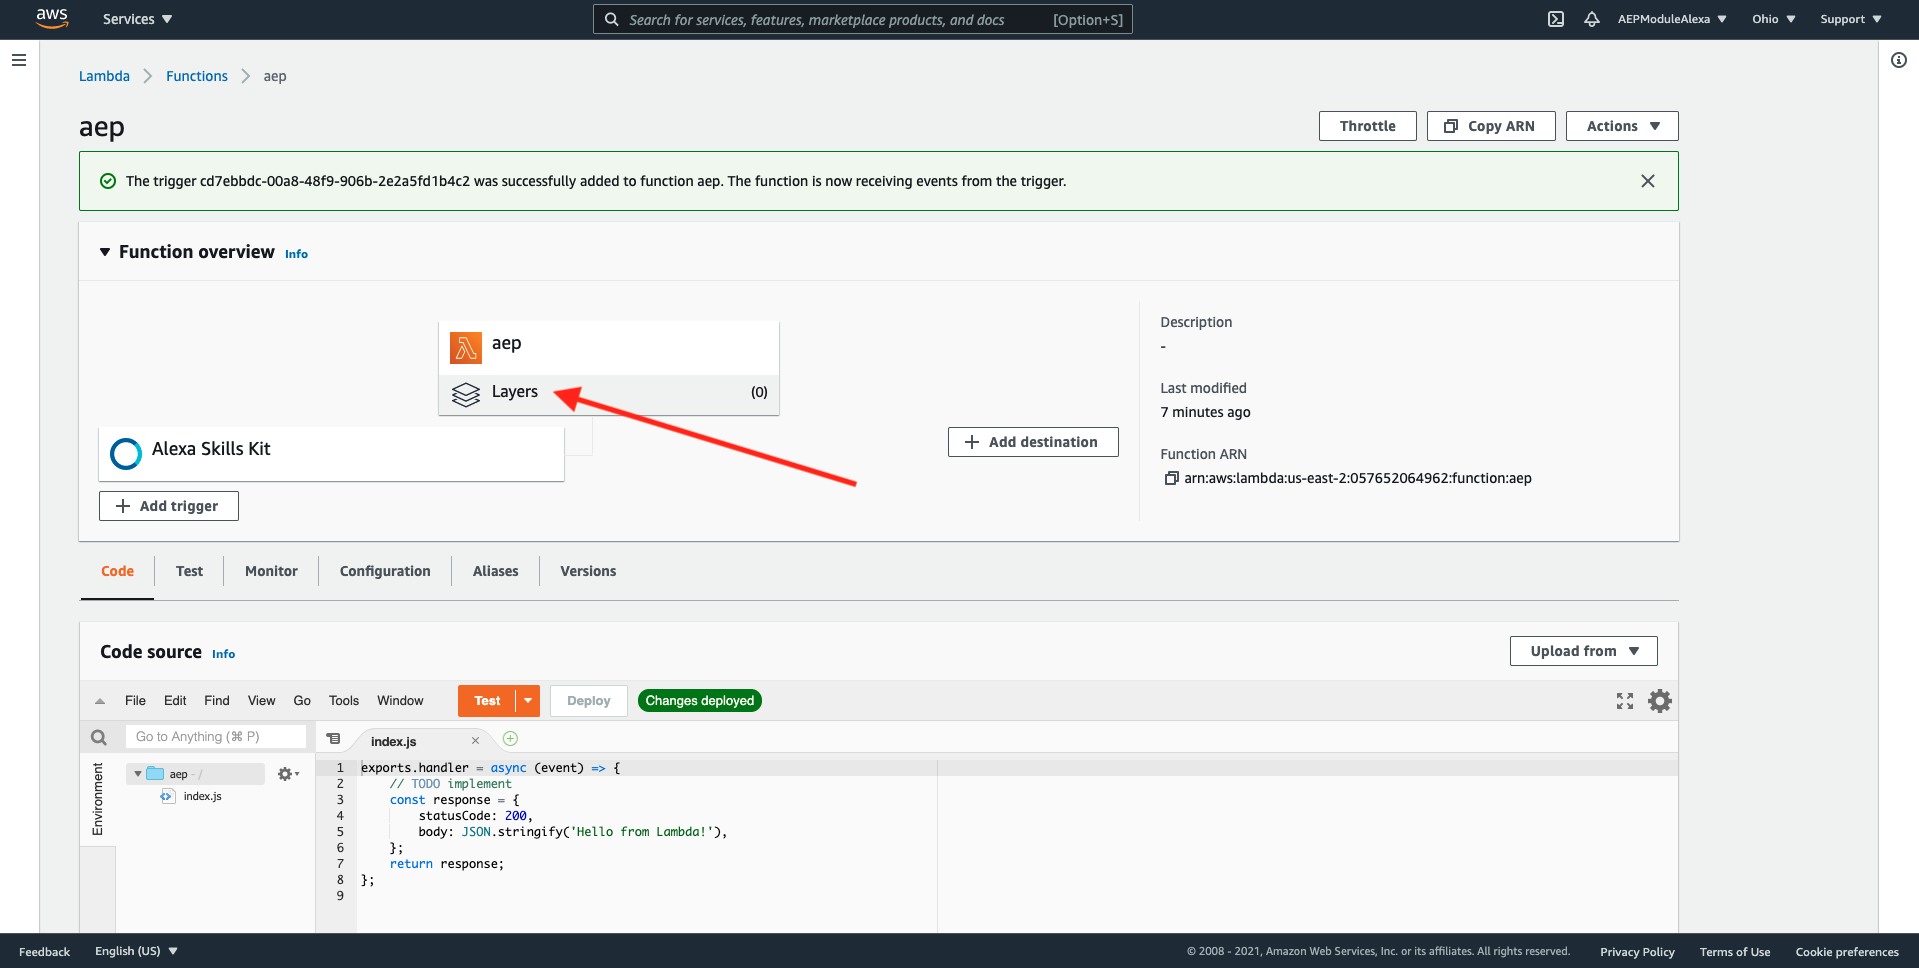 aws Services ▼ Search for services, features, marketplace products, and docs [Option+S] AEPModuleAlexa ▼ Ohio ▼ Support ▼
Lambda > Functions > aep
aep
Throttle Copy ARN Actions ▼
The trigger cd7ebbdc-00a8-48f9-906b-2e2a5fd1b4c2 was successfully added to function aep. The function is now receiving events from the trigger.
▼ Function overview Info
aep
Layers (0)
Alexa Skills Kit
+ Add trigger
+ Add destination
Description
-
Last modified
7 minutes ago
Function ARN
arn:aws:lambda:us-east-2:057652064962:function:aep
Code Test Monitor Configuration Aliases Versions
Code source Info
Upload from ▼
File Edit Find View Go Tools Window Test Deploy Changes deployed
Go to Anything (⌘ P)
Environment
aep - /
index.js
index.js
1 exports.handler = async (event) => {
2 // TODO implement
3 const response = {
4 statusCode: 200,
5 body: JSON.stringify('Hello from Lambda!'),
6 };
7 return response;
8 };
9
Feedback English (US) ▼ © 2008 - 2021, Amazon Web Services, Inc. or its affiliates. All rights reserved. Privacy Policy Terms of Use Cookie preferences